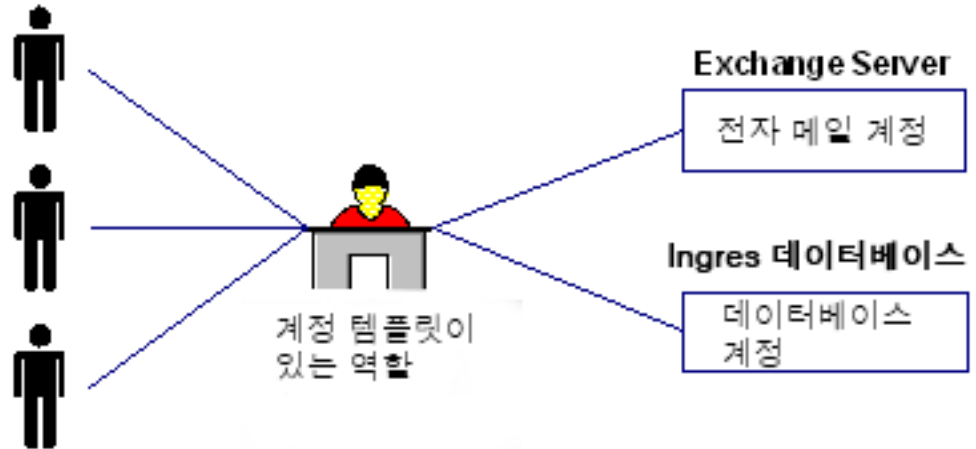 Exchange Server
전자 메일 계정
Ingres 데이터베이스
데이터베이스
계정
계정 템플릿이
있는 역할